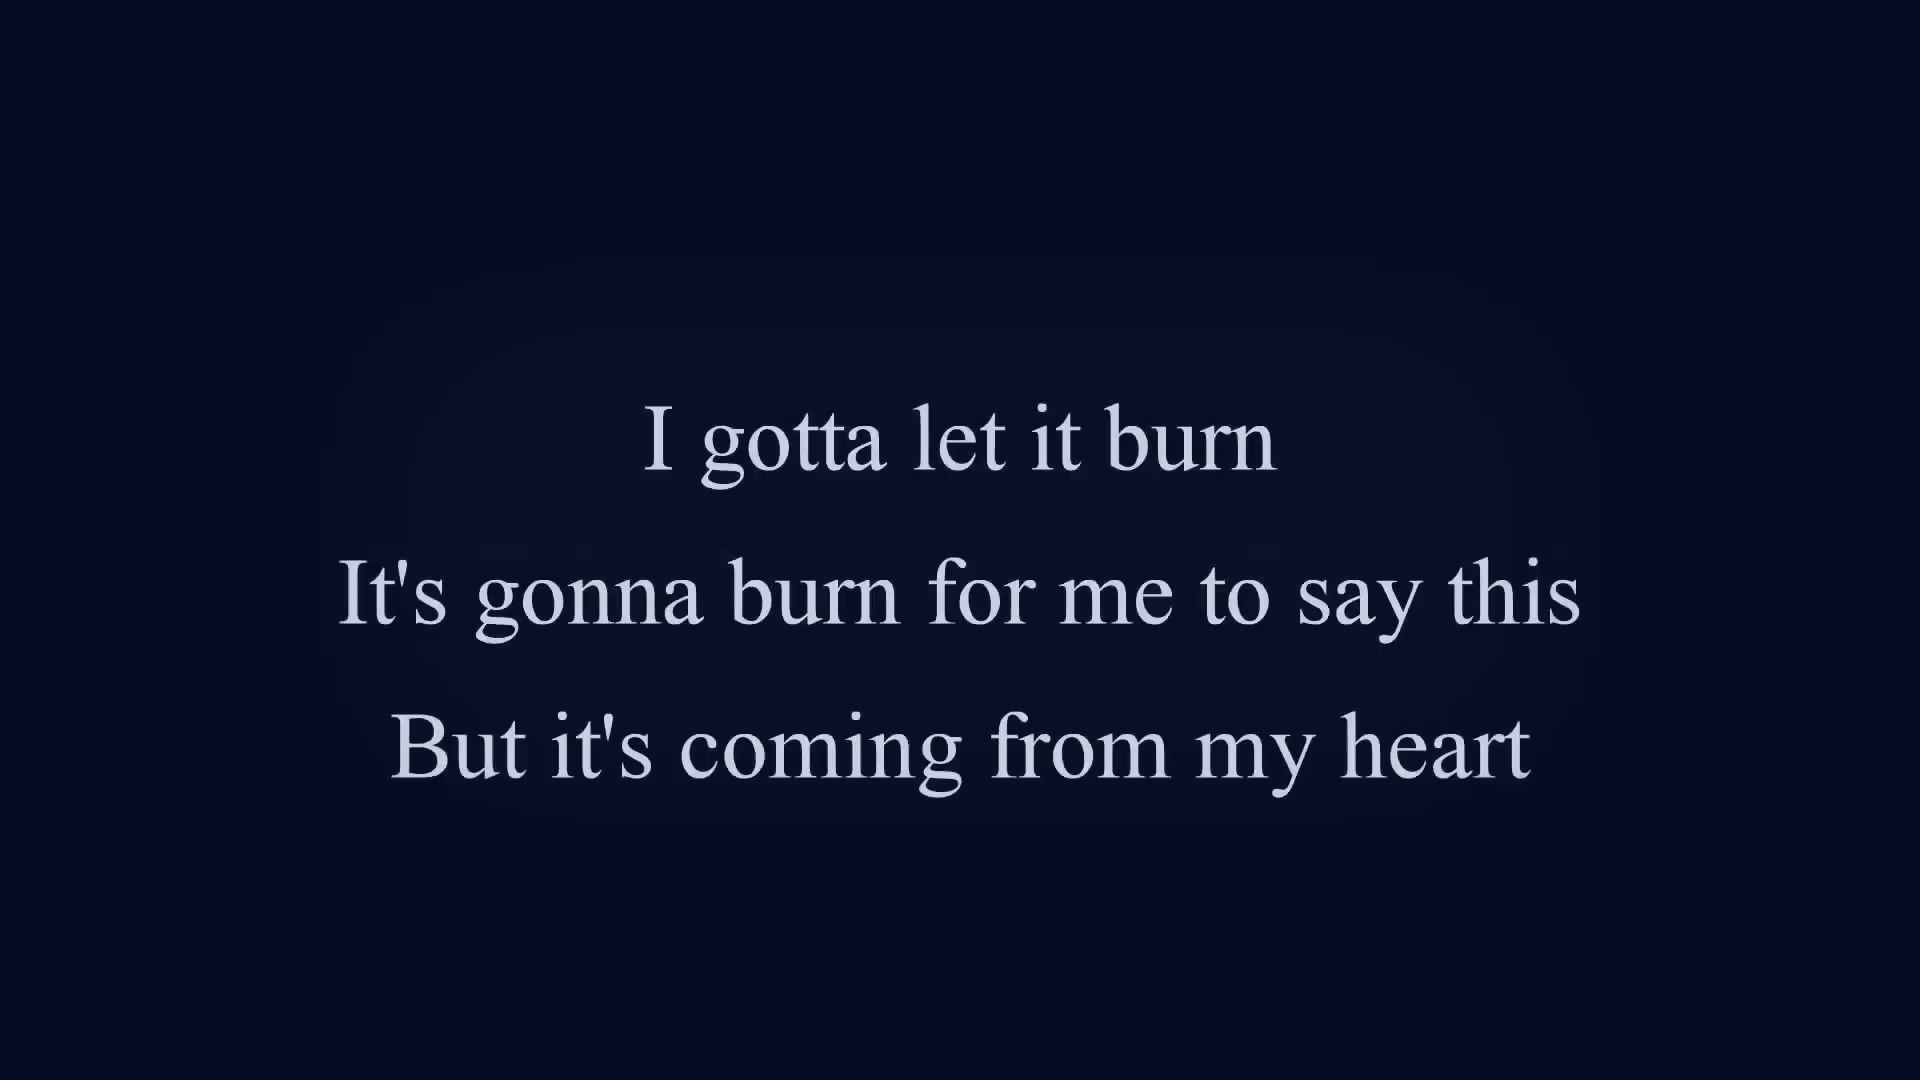 I gotta let it burn
It's gonna burn for me to say this
But it's coming from my heart